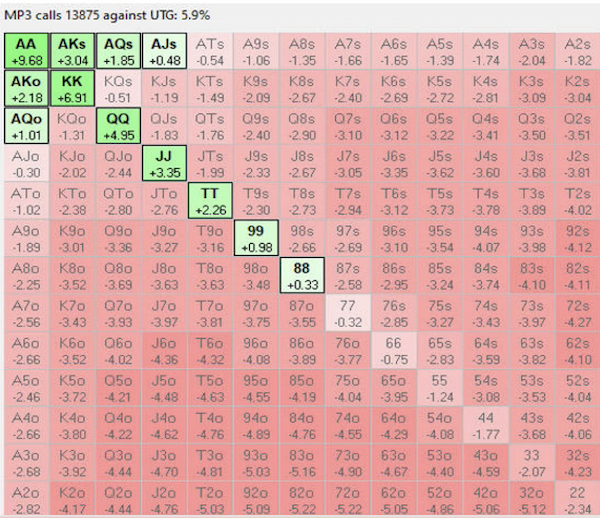 MP3 calls 13875 against UTG: 5.9%
AA AKs AQs AJs ATs A9s A8s A7s A6s A5s A4s A3s A2s
+9.68 +3.04 +1.85 +0.48 -0.54 -1.06 -1.35 -1.66 -1.65 -1.39 -1.74 -2.04 -1.82
AKo KK KQs KJs KTs K9s K8s K7s K6s K5s K4s K3s K2s
+2.18 +6.91 -0.51 -1.19 -1.49 -2.09 -2.67 -2.40 -2.69 -2.72 -2.81 -3.09 -3.04
AQo KQo QQ QJs QTs Q9s Q8s Q7s Q6s Q5s Q4s Q3s Q2s
+1.01 -1.31 +4.95 -1.83 -1.76 -2.40 -2.90 -3.10 -3.12 -3.22 -3.41 -3.50 -3.51
AJo KJo QJo JJ JTs J9s J8s J7s J6s J5s J4s J3s J2s
-0.30 -2.02 -2.44 +3.35 -1.99 -2.33 -2.67 -3.05 -3.35 -3.62 -3.60 -3.68 -3.81
ATo KTo QTo JTo TT T9s T8s T7s T6s T5s T4s T3s T2s
-1.02 -2.38 -2.80 -2.76 +2.26 -2.30 -2.73 -2.94 -3.12 -3.73 -3.78 -3.89 -4.02
A9o K9o Q9o J9o T9o 99 98s 97s 96s 95s 94s 93s 92s
-1.89 -3.01 -3.36 -3.27 -3.16 +0.98 -2.66 -2.69 -3.10 -3.54 -4.07 -3.98 -4.12
A8o K8o Q8o J8o T8o 98o 88 87s 86s 85s 84s 83s 82s
-2.25 -3.52 -3.69 -3.63 -3.63 -3.48 +0.33 -2.58 -2.95 -3.24 -3.74 -4.10 -4.11
A7o K7o Q7o J7o T7o 97o 87o 77 76s 75s 74s 73s 72s
-2.56 -3.43 -3.93 -3.97 -3.81 -3.75 -3.55 -0.32 -2.85 -3.27 -3.43 -3.97 -4.27
A6o K6o Q6o J6o T6o 96o 86o 76o 66 65s 64s 63s 62s
-2.66 -3.52 -4.02 -4.36 -4.32 -4.08 -3.89 -3.77 -0.75 -2.83 -3.59 -3.82 -4.10
A5o K5o Q5o J5o T5o 95o 85o 75o 65o 55 54s 53s 52s
-2.46 -3.72 -4.21 -4.48 -4.63 -4.55 -4.19 -4.04 -3.95 -1.24 -3.08 -3.53 -4.04
A4o K4o Q4o J4o T4o 94o 84o 74o 64o 54o 44 43s 42s
-2.66 -3.80 -4.22 -4.62 -4.76 -4.89 -4.76 -4.55 -4.29 -4.08 -1.77 -3.68 -4.06
A3o K3o Q3o J3o T3o 93o 83o 73o 63o 53o 43o 33 32s
-2.68 -3.92 -4.44 -4.70 -4.81 -5.03 -5.16 -4.90 -4.67 -4.40 -4.59 -2.07 -4.23
A2o K2o Q2o J2o T2o 92o 82o 72o 62o 52o 42o 32o 22
-2.82 -4.17 -4.44 -4.76 -5.03 -5.09 -5.22 -5.22 -5.05 -4.86 -5.06 -5.12 -2.34